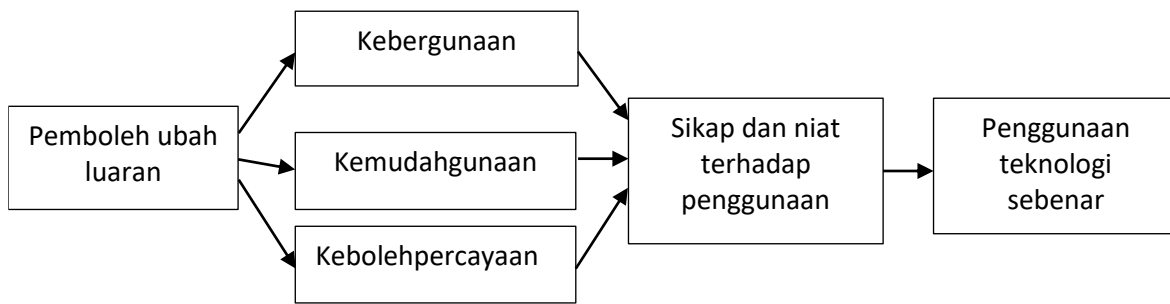 Pemboleh ubah
luaran
Kebergunaan
Kemudahgunaan
Kebolehpercayaan
Sikap dan niat
terhadap
penggunaan
Penggunaan
teknologi
sebenar